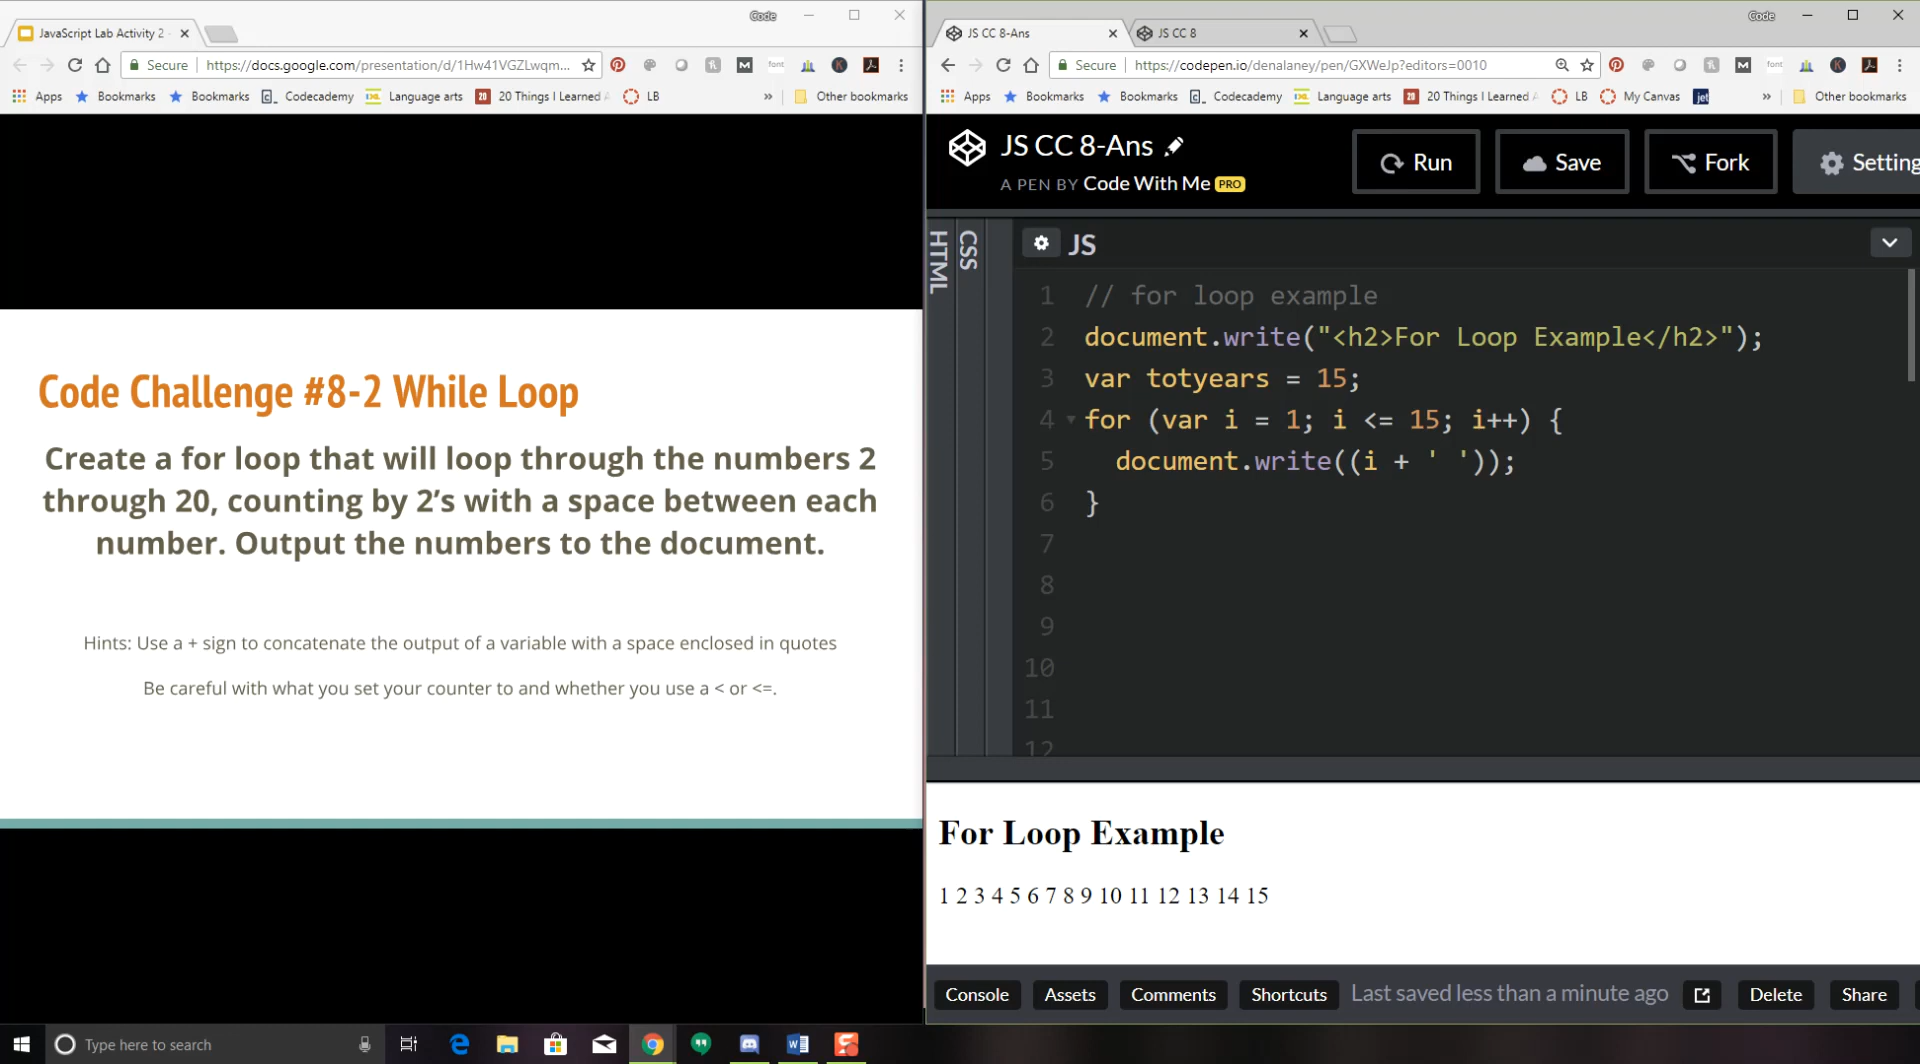 Code
JavaScript Lab Activity 2
Secure
https://docs.google.com/presentation/d/1Hw41VGZLwqm...
font
Apps
Bookmarks
Bookmarks
Codecademy
Language arts
20 Things I Learned
LB
»
Other bookmarks
Code Challenge #8-2 While Loop
Create a for loop that will loop through the numbers 2
through 20, counting by 2’s with a space between each
number. Output the numbers to the document.
Hints: Use a + sign to concatenate the output of a variable with a space enclosed in quotes
Be careful with what you set your counter to and whether you use a < or <=.
Code
JS CC 8-Ans
JS CC 8
Secure
https://codepen.io/denalaney/pen/GXWeJp?editors=0010
font
Apps
Bookmarks
Bookmarks
Codecademy
Language arts
20 Things I Learned
LB
My Canvas
jet
»
Other bookmarks
JS CC 8-Ans
A PEN BY Code With Me PRO
Run
Save
Fork
Setting
HTML
CSS
JS
1 // for loop example
2 document.write("<h2>For Loop Example</h2>");
3 var totyears = 15;
4 for (var i = 1; i <= 15; i++) {
5 document.write((i + ' '));
6 }
7
8
9
10
11
12
For Loop Example
1 2 3 4 5 6 7 8 9 10 11 12 13 14 15
Console
Assets
Comments
Shortcuts
Last saved less than a minute ago
Delete
Share
Type here to search